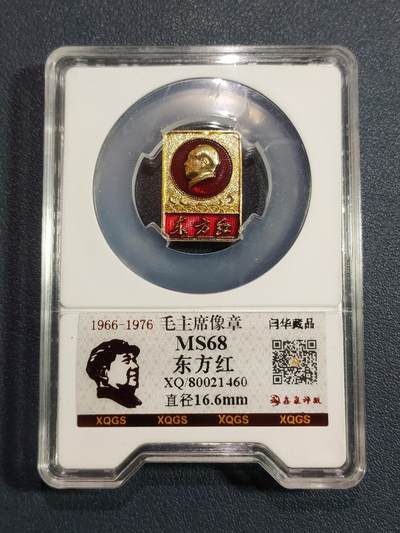 东方红
1966-1976 毛主席像章
闫华藏品
MS68
东方红
XQ/80021460
直径16.6mm
XQGS XQGS XQGS XQGS